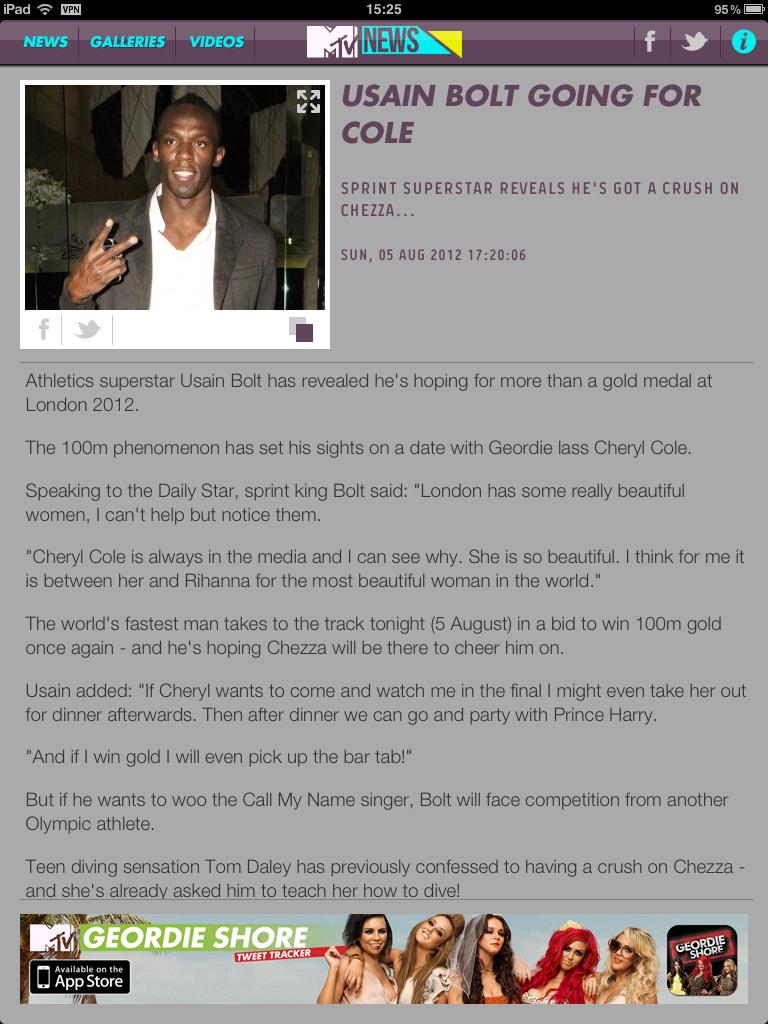 iPad VPN 15:25 95%
NEWS GALLERIES VIDEOS MTV NEWS f i
USAIN BOLT GOING FOR
COLE
SPRINT SUPERSTAR REVEALS HE'S GOT A CRUSH ON
CHEZZA...
SUN, 05 AUG 2012 17:20:06
f
Athletics superstar Usain Bolt has revealed he's hoping for more than a gold medal at
London 2012.
The 100m phenomenon has set his sights on a date with Geordie lass Cheryl Cole.
Speaking to the Daily Star, sprint king Bolt said: "London has some really beautiful
women, I can't help but notice them.
"Cheryl Cole is always in the media and I can see why. She is so beautiful. I think for me it
is between her and Rihanna for the most beautiful woman in the world."
The world's fastest man takes to the track tonight (5 August) in a bid to win 100m gold
once again - and he's hoping Chezza will be there to cheer him on.
Usain added: "If Cheryl wants to come and watch me in the final I might even take her out
for dinner afterwards. Then after dinner we can go and party with Prince Harry.
"And if I win gold I will even pick up the bar tab!"
But if he wants to woo the Call My Name singer, Bolt will face competition from another
Olympic athlete.
Teen diving sensation Tom Daley has previously confessed to having a crush on Chezza -
and she's already asked him to teach her how to dive!
MTV GEORDIE SHORE
TWEET TRACKER
Available on the
App Store
GEORDIE
SHORE